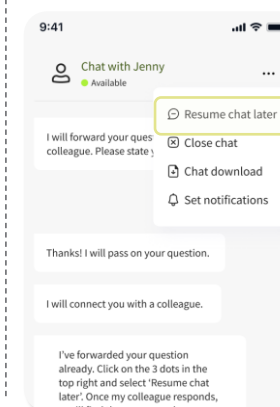 9:41
Chat with Jenny
Available
...
Resume chat later
Close chat
Chat download
Set notifications
I will forward your ques
colleague. Please state
Thanks! I will pass on your question.
I will connect you with a colleague.
I've forwarded your question
already. Click on the 3 dots in the
top right and select 'Resume chat
later'. Once my colleague responds,